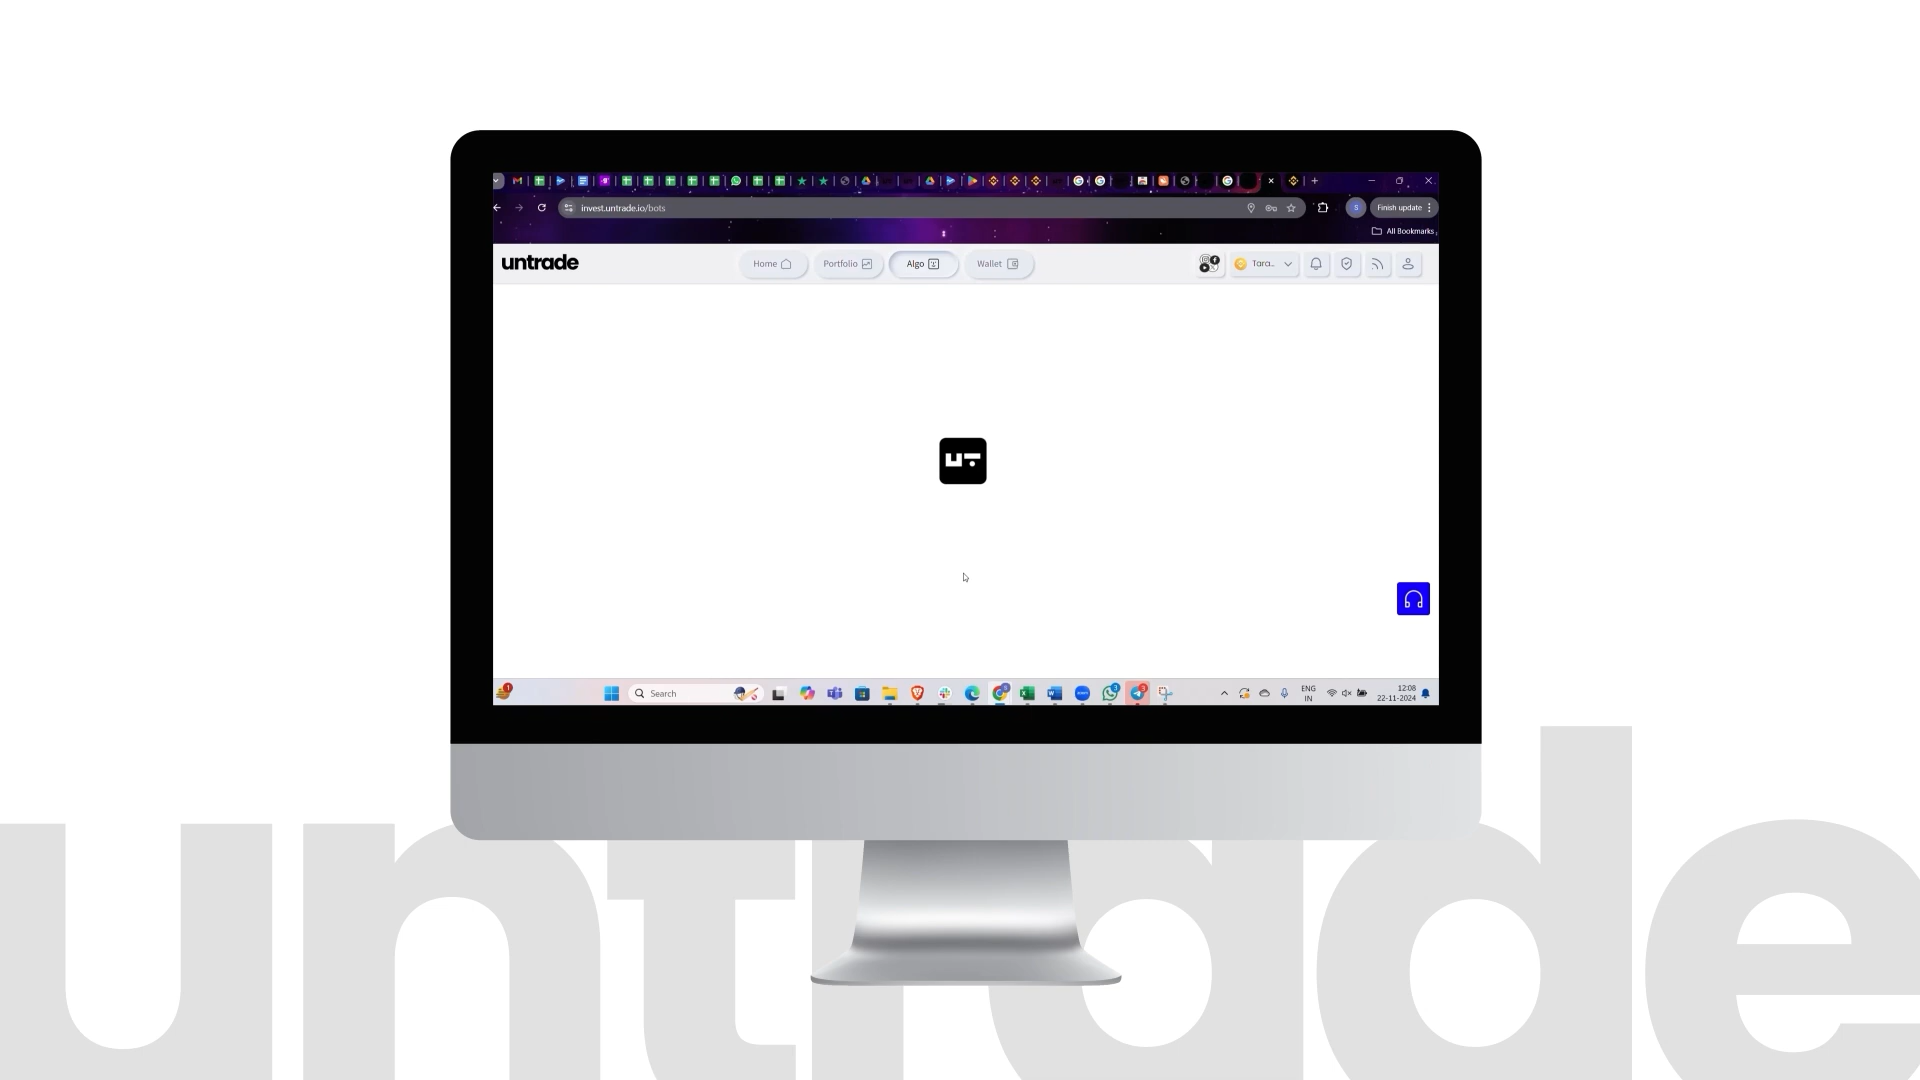 invest.untrade.io/bots
Finish update
All Bookmarks
untrade
Home
Portfolio
Algo
Wallet
Tara..
Search
ENG
IN
12:08
22-11-2024
untrade